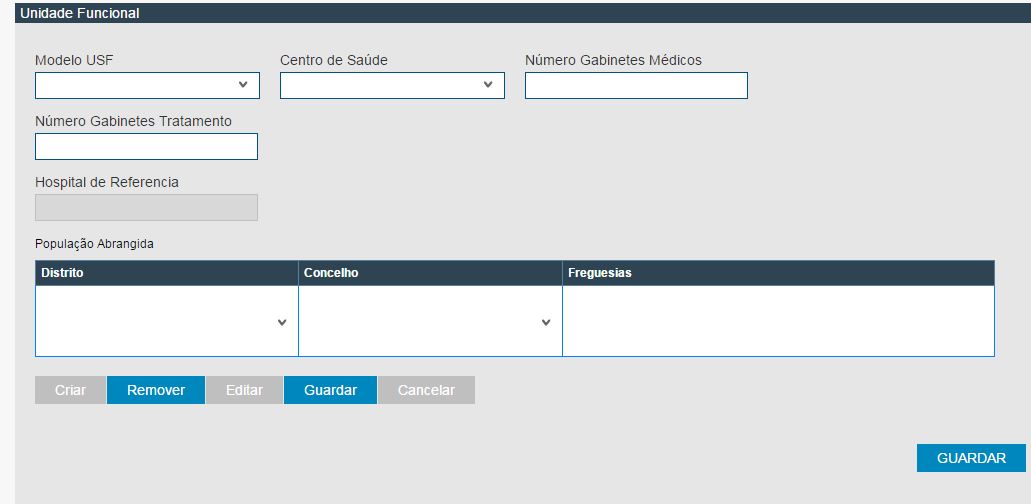 Unidade Funcional
Modelo USF Centro de Saúde Número Gabinetes Médicos
Número Gabinetes Tratamento
Hospital de Referencia
População Abrangida
Distrito Concelho Freguesias
Criar Remover Editar Guardar Cancelar
GUARDAR